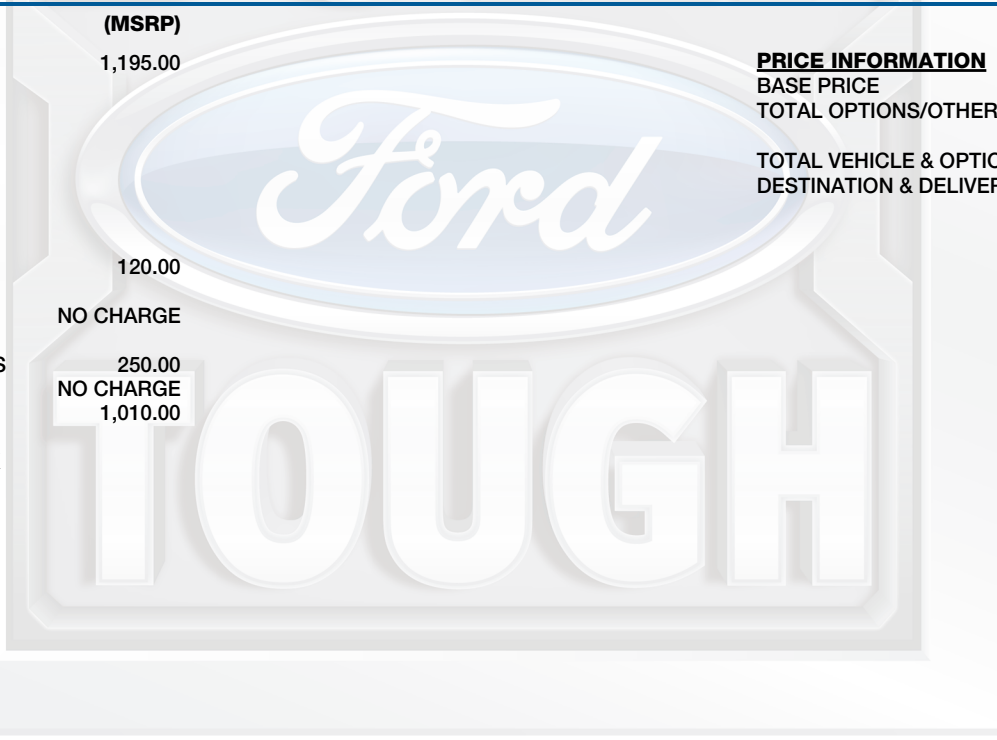 (MSRP)
1,195.00
PRICE INFORMATION
BASE PRICE
TOTAL OPTIONS/OTHER
TOTAL VEHICLE & OPTIO
DESTINATION & DELIVER
Ford
120.00
NO CHARGE
S 250.00
NO CHARGE
1,010.00
TOUGH